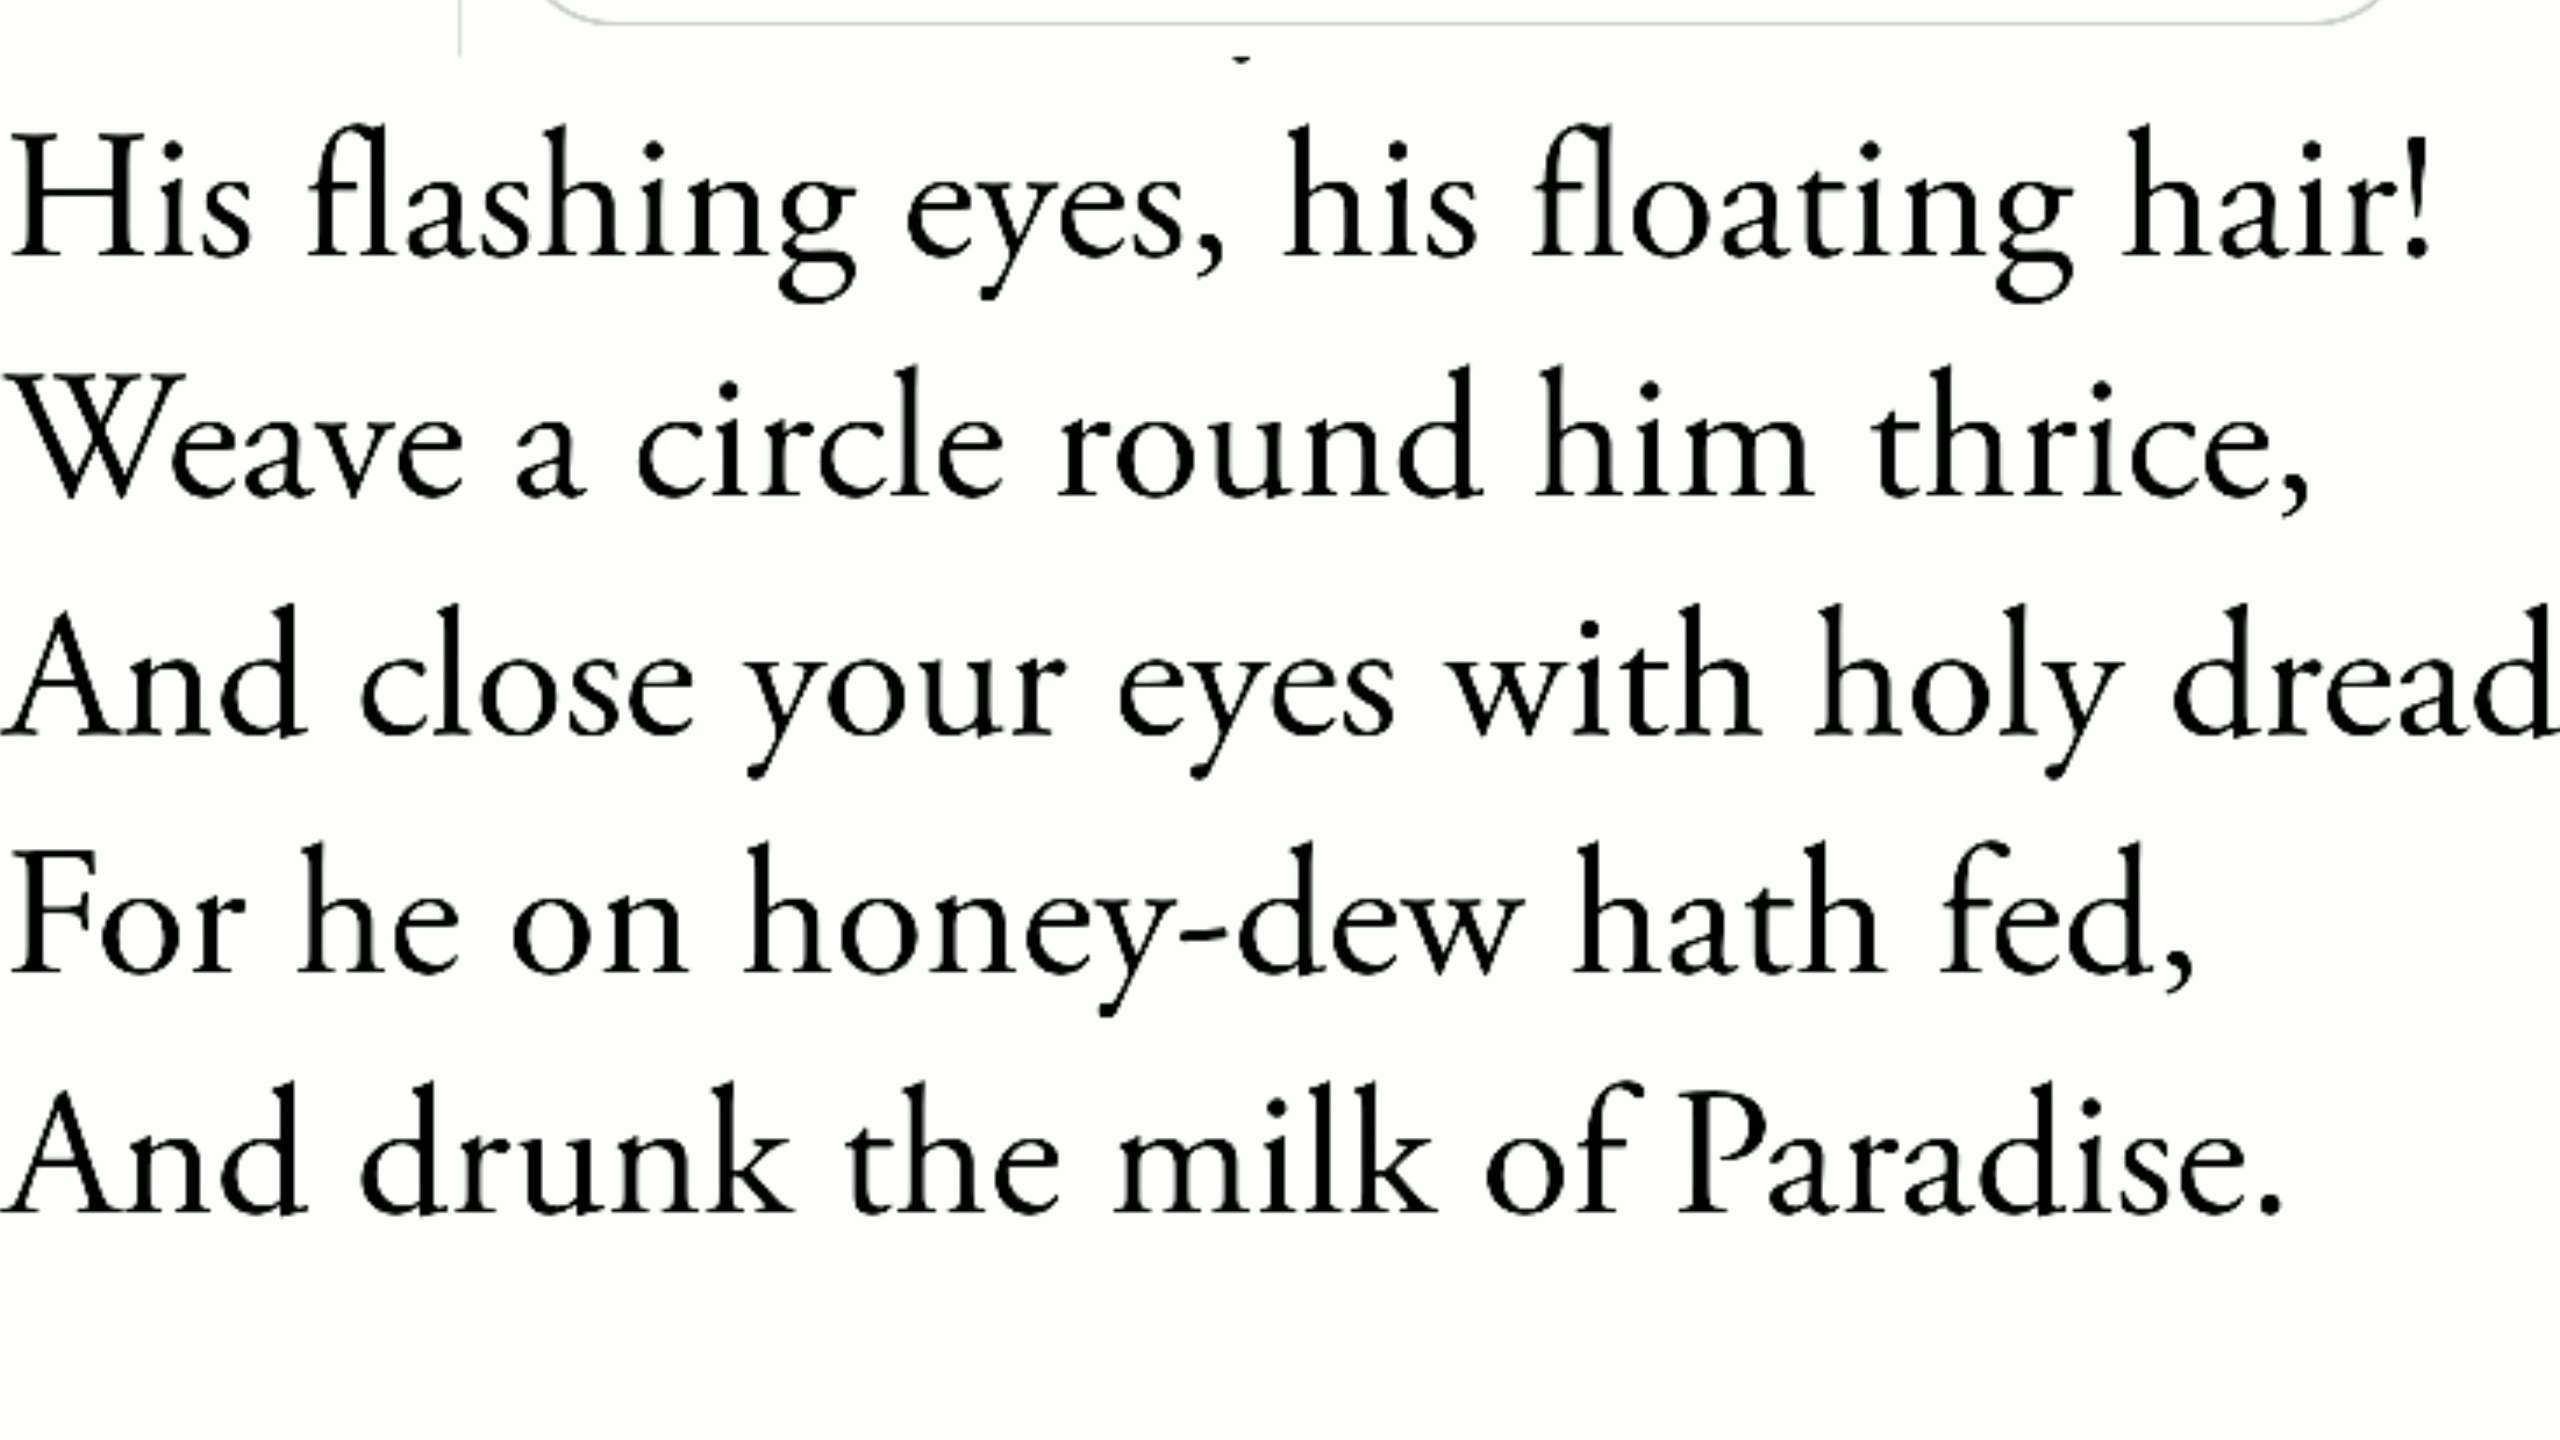 His flashing eyes, his floating hair!
Weave a circle round him thrice,
And close your eyes with holy dread
For he on honey-dew hath fed,
And drunk the milk of Paradise.